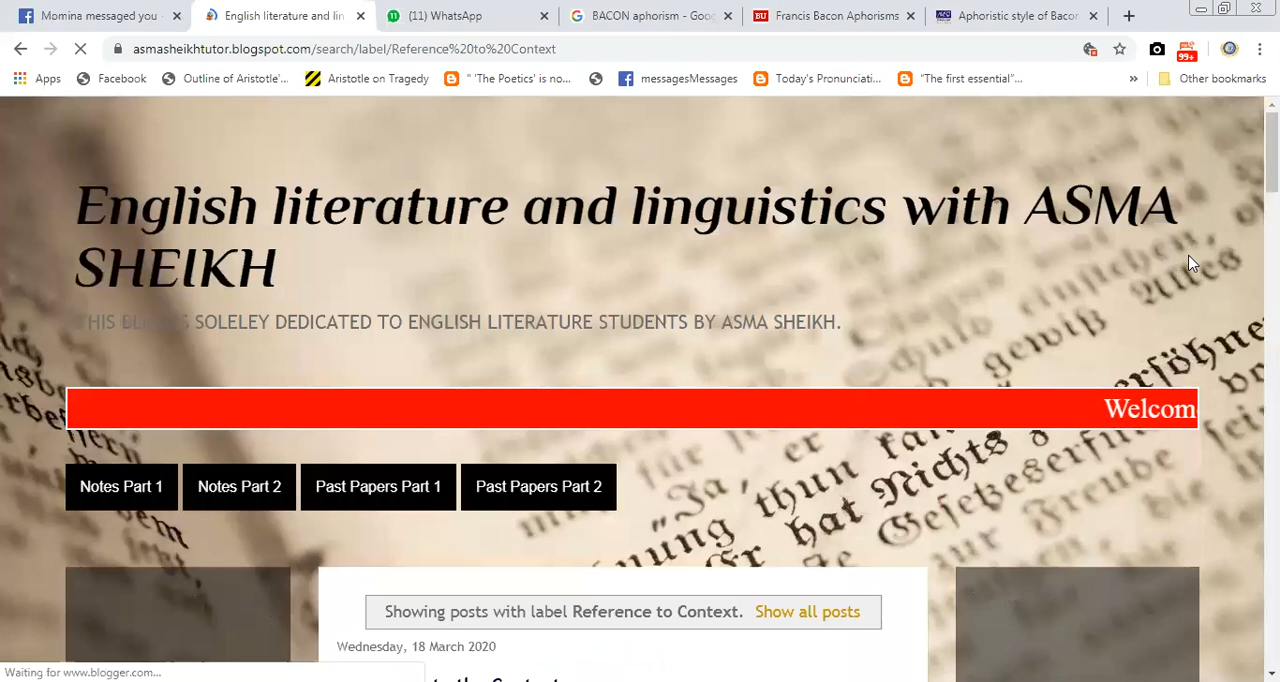 Momina messaged you
English literature and lin
(11) WhatsApp
BACON aphorism - Goo
Francis Bacon Aphorisms
Aphoristic style of Bacon
asmasheikhtutor.blogspot.com/search/label/Reference%20to%20Context
99+
Apps
Facebook
Outline of Aristotle'...
Aristotle on Tragedy
" 'The Poetics' is no...
messagesMessages
Today's Pronunciati...
"The first essential"...
»
Other bookmarks
English literature and linguistics with ASMA
SHEIKH
THIS SOLELEY DEDICATED TO ENGLISH LITERATURE STUDENTS BY ASMA SHEIKH.
Welcom
Notes Part 1
Notes Part 2
Past Papers Part 1
Past Papers Part 2
Showing posts with label Reference to Context. Show all posts
Wednesday, 18 March 2020
Waiting for www.blogger.com...